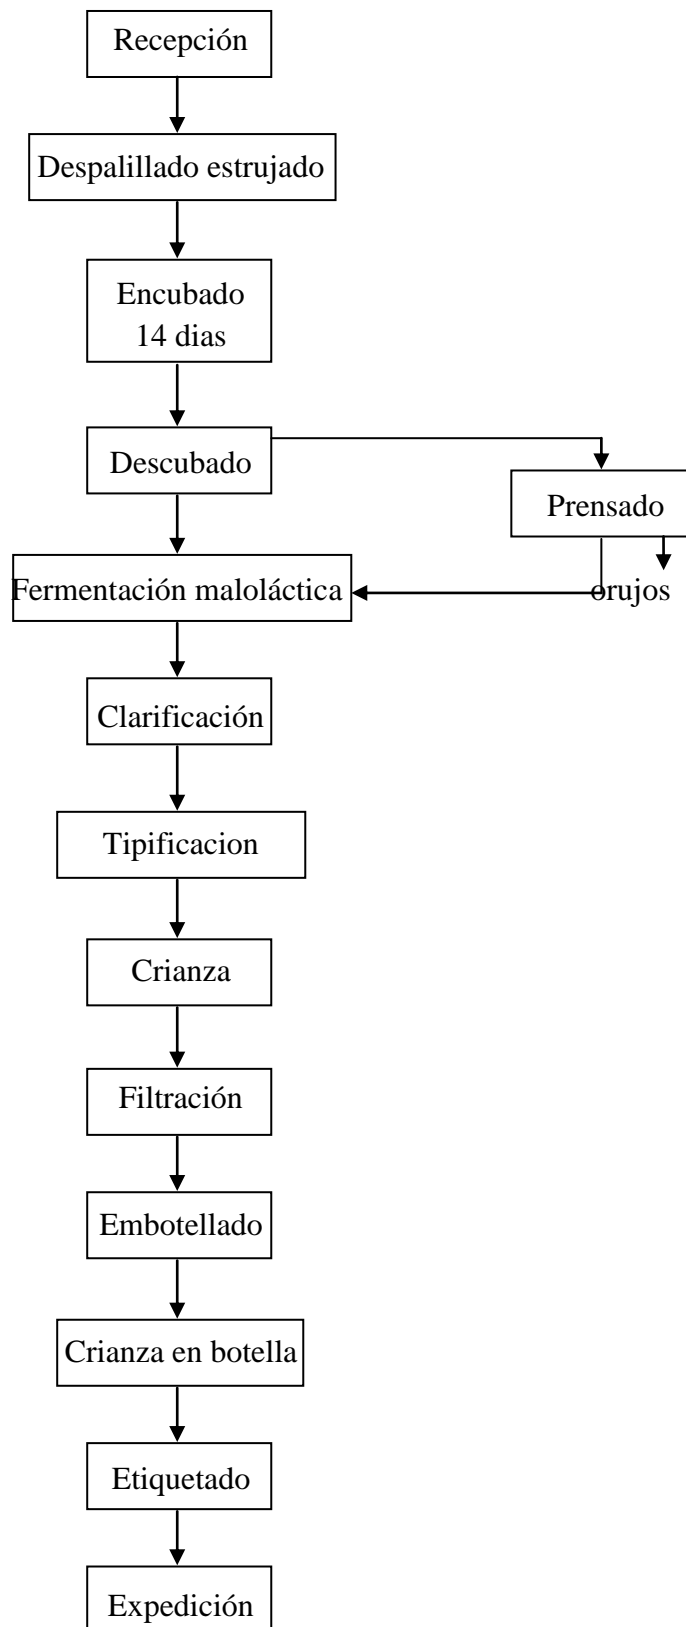 Recepción
Despalillado estrujado
Encubado
14 dias
Descubado
Prensado
Fermentación maloláctica
orujos
Clarificación
Tipificacion
Crianza
Filtración
Embotellado
Crianza en botella
Etiquetado
Expedición